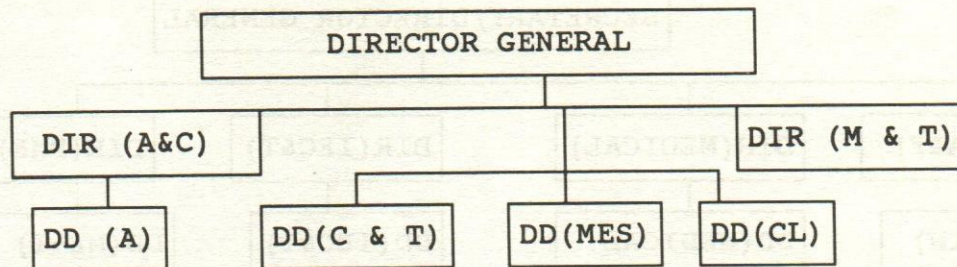 DIRECTOR GENERAL
DIR (A&C)
DIR (M & T)
DD (A)
DD(C & T)
DD(MES)
DD(CL)